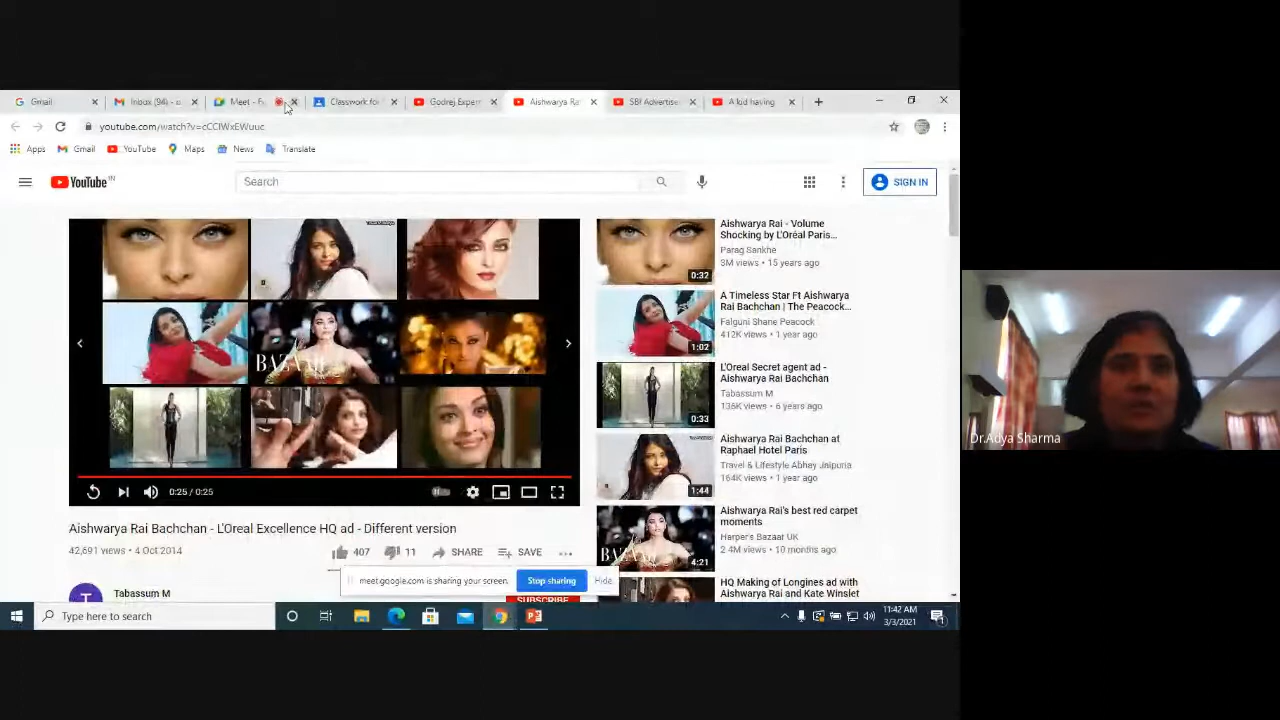 Gmail
Inbox (94) - a
Meet - F
Classwork for
Godrej Expert
Aishwarya Ra
SBI Advertise
A lud having
youtube.com/watch?v=cCClWxEWuuc
Apps
Gmail
YouTube
Maps
News
Translate
YouTube IN
Search
SIGN IN
BAZAAR
0:25 / 0:25
Aishwarya Rai Bachchan - L'Oreal Excellence HQ ad - Different version
42,691 views • 4 Oct 2014
407
11
SHARE
SAVE
T
Tabassum M
SUBSCRIBE
meet.google.com is sharing your screen.
Stop sharing
Hide
0:32
Aishwarya Rai - Volume
Shocking by L'Oréal Paris...
Parag Sankhe
3M views • 15 years ago
1:02
A Timeless Star Ft Aishwarya
Rai Bachchan | The Peacock...
Falguni Shane Peacock
412K views • 1 year ago
0:33
L'Oreal Secret agent ad -
Aishwarya Rai Bachchan
Tabassum M
136K views • 6 years ago
1:44
Aishwarya Rai Bachchan at
Raphael Hotel Paris
Travel & Lifestyle Abhay Jaipuria
164K views • 1 year ago
BAZAAR
4:21
Aishwarya Rai's best red carpet
moments
Harper's Bazaar UK
2.4M views • 10 months ago
HQ Making of Longines ad with
Aishwarya Rai and Kate Winslet
Type here to search
11:42 AM
3/3/2021
Dr.Adya Sharma